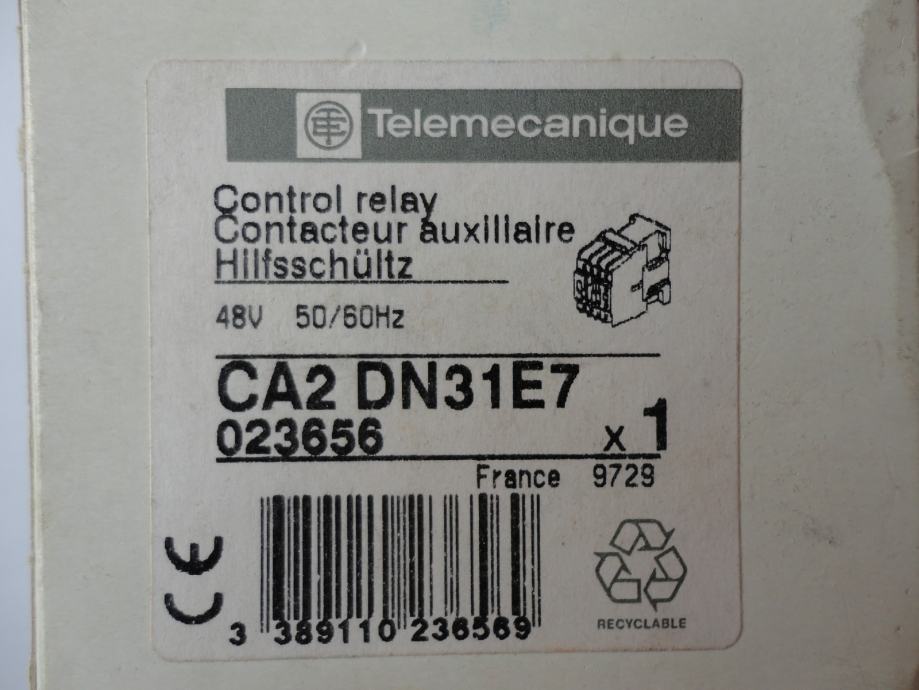 Telemecanique
Control relay
Contacteur auxiliaire
Hilfsschültz
48V 50/60Hz
CA2 DN31E7
023656 x 1
France 9729
CE
3 389110 236569
RECYCLABLE